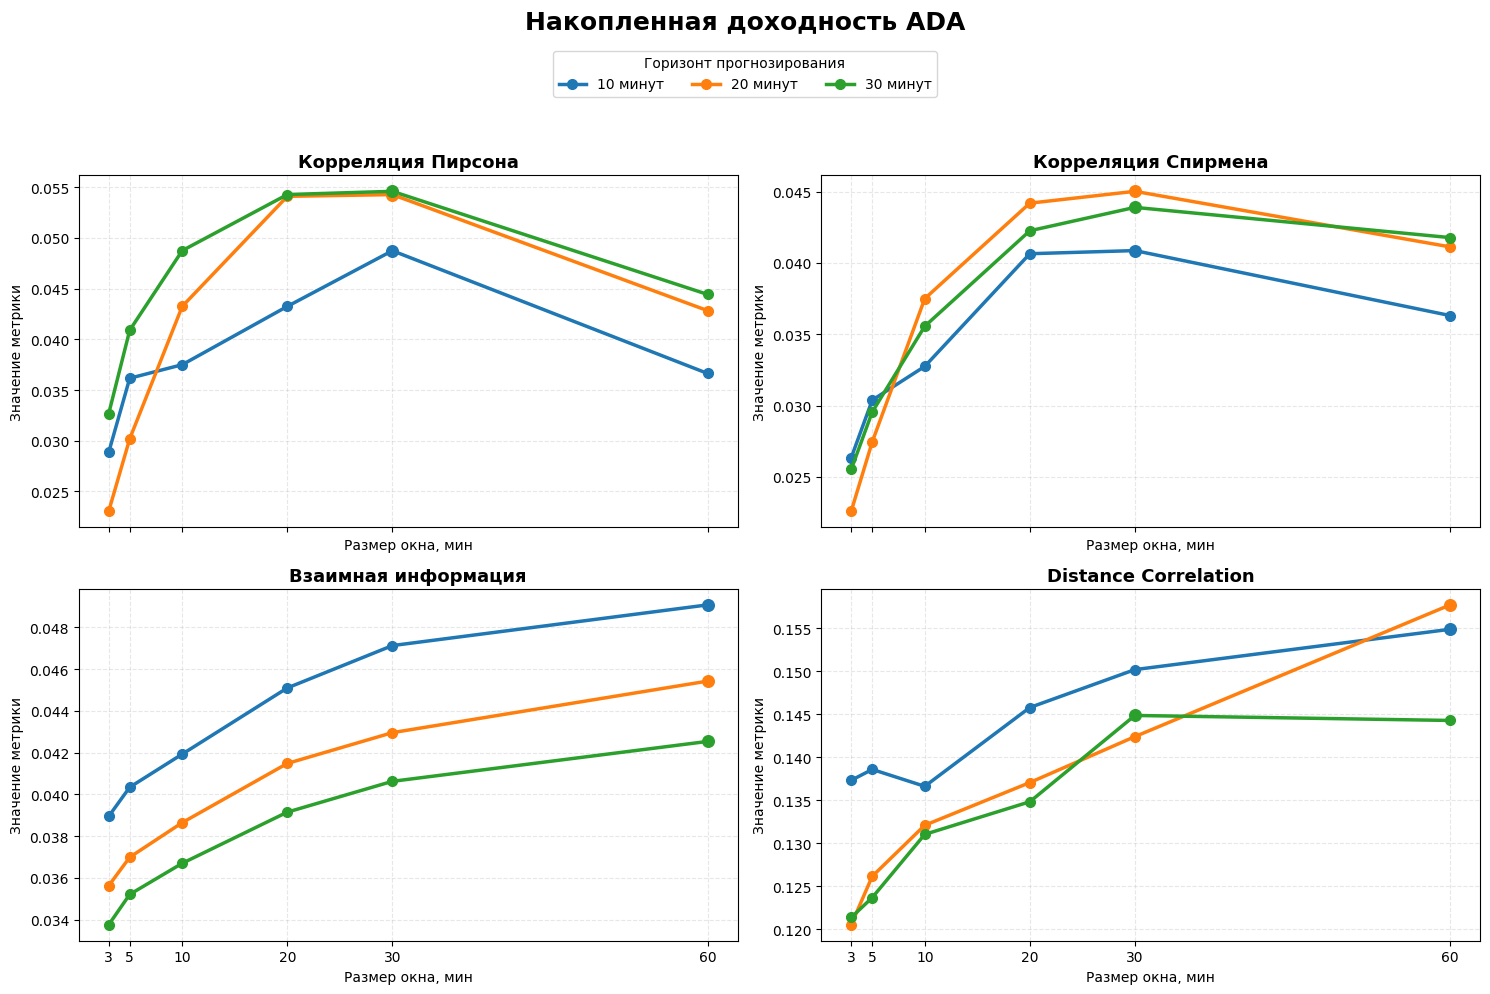 Накопленная доходность ADA
Горизонт прогнозирования
10 минут 20 минут 30 минут
Корреляция Пирсона
0.055
0.050
0.045
0.040
0.035
0.030
0.025
Значение метрики
Размер окна, мин
Корреляция Спирмена
0.045
0.040
0.035
0.030
0.025
Значение метрики
Размер окна, мин
Взаимная информация
0.048
0.046
0.044
0.042
0.040
0.038
0.036
0.034
Значение метрики
3 5 10 20 30 60
Размер окна, мин
Distance Correlation
0.155
0.150
0.145
0.140
0.135
0.130
0.125
0.120
Значение метрики
3 5 10 20 30 60
Размер окна, мин